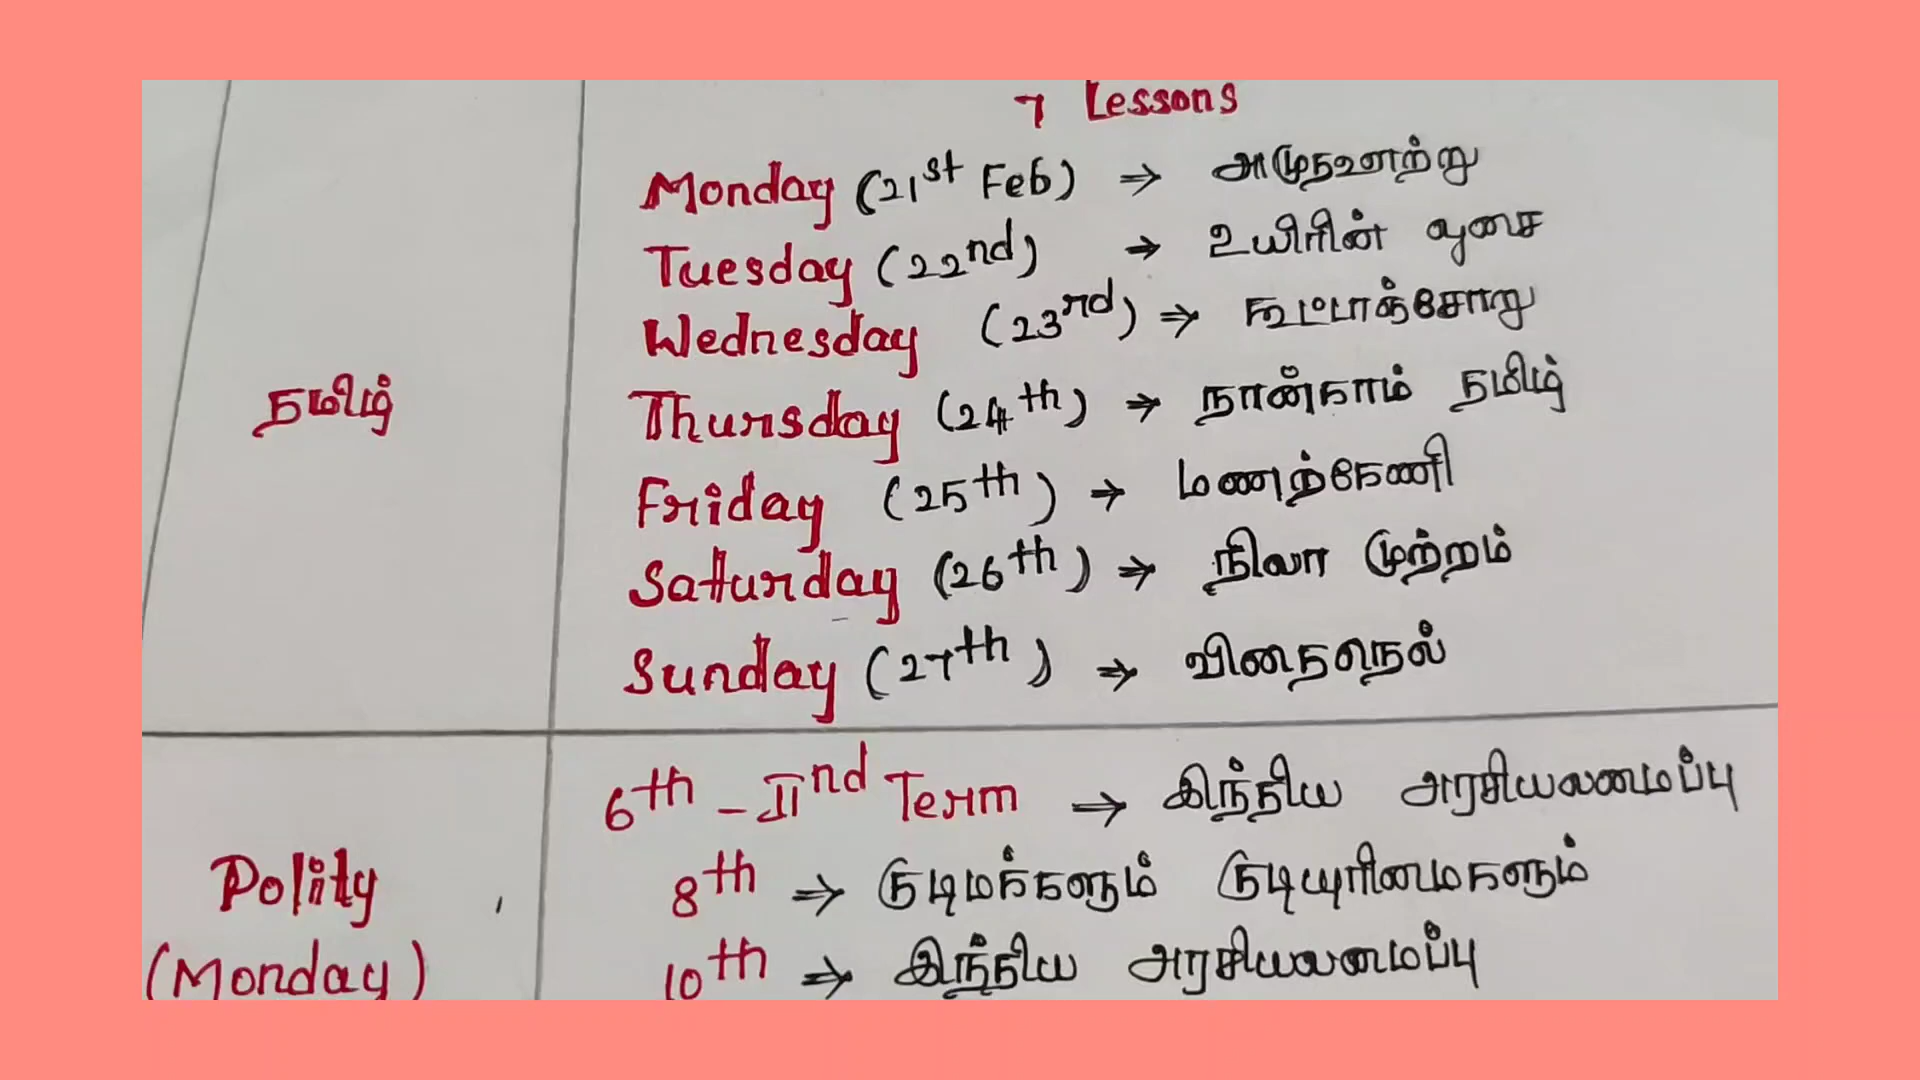 7 Lessons
Monday (21st Feb) ⇒ அமுதஊற்று
Tuesday (22nd) → உயிரின் ஓசை
Wednesday (23rd) ⇒ கூட்டாஞ்சோறு
தமிழ்
Thursday (24th) → நான்காம் தமிழ்
Friday (25th) → மணற்கேணி
Saturday (26th) ⇒ நிலா முற்றம்
Sunday (27th) ⇒ விதைநெல்
6th - IInd Term ⇒ இந்திய அரசியலமைப்பு
Polity
8th ⇒ குடிமக்களும் குடியுரிமைகளும்
(Monday)
10th ⇒ இந்திய அரசியலமைப்பு